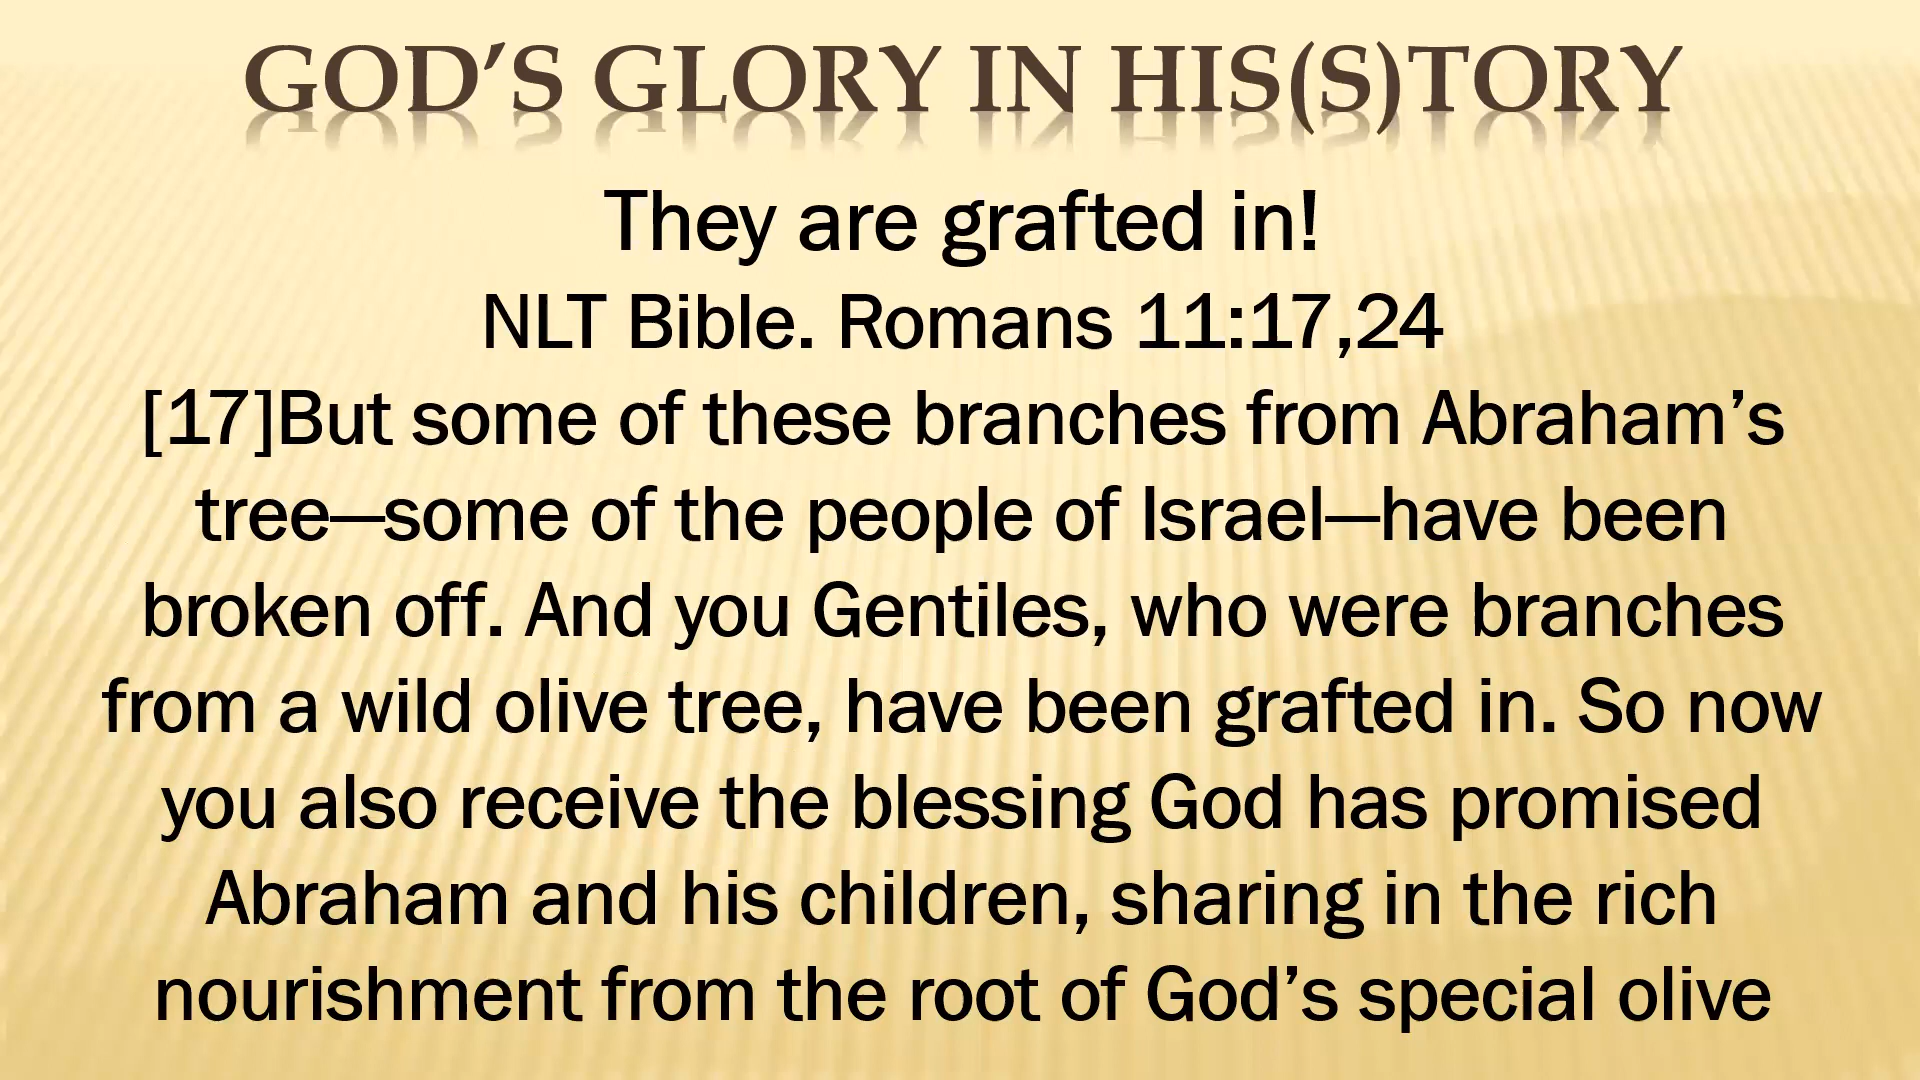 GOD’S GLORY IN HIS(S)TORY
They are grafted in!
NLT Bible. Romans 11:17,24
[17]But some of these branches from Abraham’s
tree—some of the people of Israel—have been
broken off. And you Gentiles, who were branches
from a wild olive tree, have been grafted in. So now
you also receive the blessing God has promised
Abraham and his children, sharing in the rich
nourishment from the root of God’s special olive